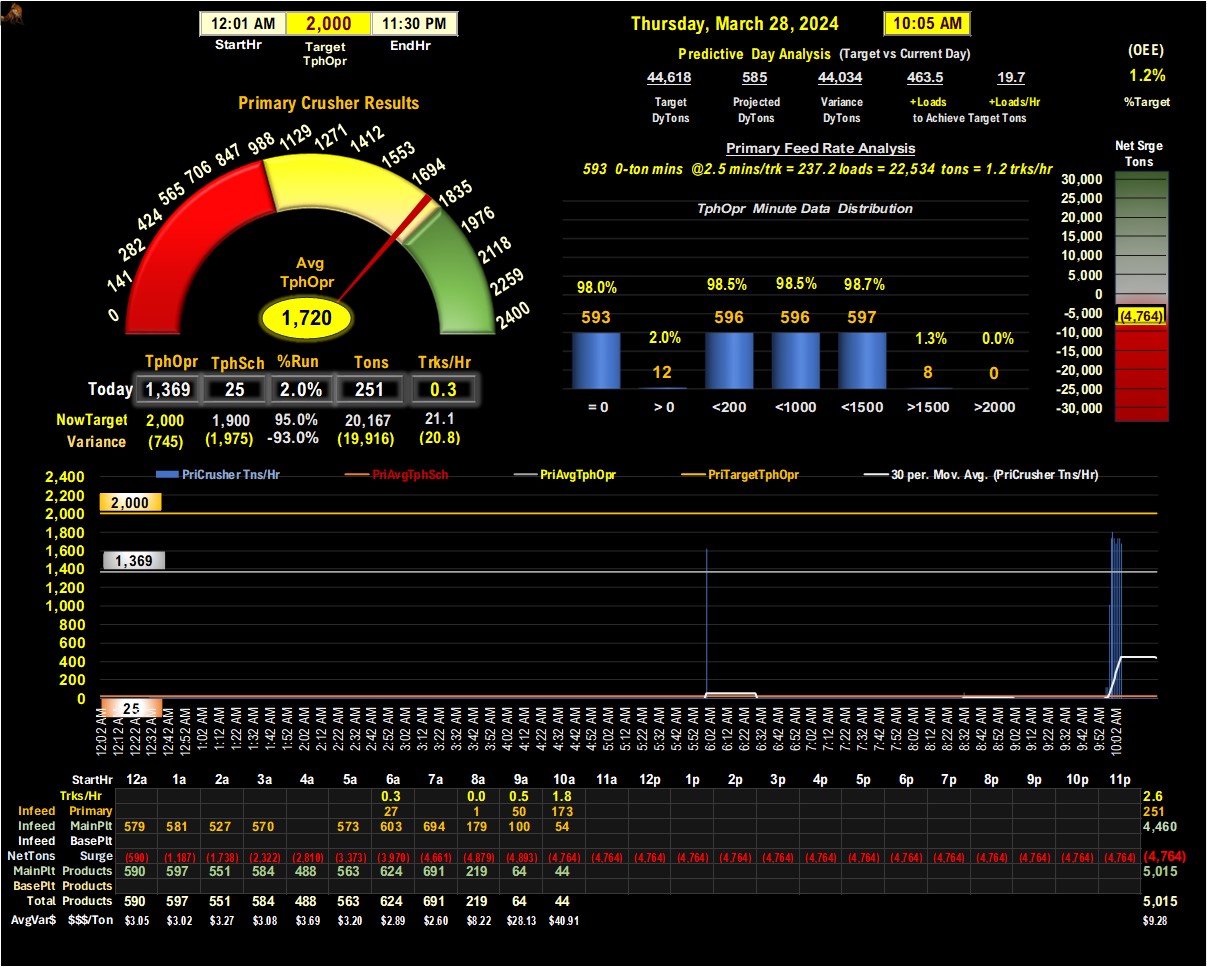 12:01 AM 2,000 11:30 PM
StartHr Target TphOpr EndHr
Thursday, March 28, 2024 10:05 AM
Predictive Day Analysis (Target vs Current Day)
(OEE)
44,618 585 44,034 463.5 19.7
1.2%
Target DyTons Projected DyTons Variance DyTons +Loads +Loads/Hr to Achieve Target Tons
%Target
Primary Crusher Results
0 141 282 424 565 706 847 988 1129 1271 1412 1553 1694 1835 1976 2118 2259 2400
Avg
TphOpr
1,720
Primary Feed Rate Analysis
593 0-ton mins @2.5 mins/trk = 237.2 loads = 22,534 tons = 1.2 trks/hr
TphOpr Minute Data Distribution
98.0% 2.0% 98.5% 98.5% 98.7% 1.3% 0.0%
593 12 596 596 597 8 0
= 0 > 0 <200 <1000 <1500 >1500 >2000
Net Srge
Tons
30,000
25,000
20,000
15,000
10,000
5,000
0
-5,000
(4,764)
-10,000
-15,000
-20,000
-25,000
-30,000
TphOpr TphSch %Run Tons Trks/Hr
Today 1,369 25 2.0% 251 0.3
NowTarget 2,000 1,900 95.0% 20,167 21.1
Variance (745) (1,975) -93.0% (19,916) (20.8)
PriCrusher Tns/Hr PriAvgTphSch PriAvgTphOpr PriTargetTphOpr 30 per. Mov. Avg. (PriCrusher Tns/Hr)
2,400
2,200
2,000
2,000
1,800
1,600
1,369
1,400
1,200
1,000
800
600
400
200
0
25
12:02 AM 12:12 AM 12:32 AM 12:42 AM 12:52 AM 1:02 AM 1:12 AM 1:22 AM 1:32 AM 1:42 AM 1:52 AM 2:02 AM 2:12 AM 2:22 AM 2:32 AM 2:42 AM 2:52 AM 3:02 AM 3:12 AM 3:22 AM 3:32 AM 3:42 AM 3:52 AM 4:02 AM 4:12 AM 4:22 AM 4:32 AM 4:42 AM 4:52 AM 5:02 AM 5:12 AM 5:22 AM 5:32 AM 5:42 AM 5:52 AM 6:02 AM 6:12 AM 6:22 AM 6:32 AM 6:42 AM 6:52 AM 7:02 AM 7:12 AM 7:22 AM 7:32 AM 7:42 AM 7:52 AM 8:02 AM 8:12 AM 8:22 AM 8:32 AM 8:42 AM 8:52 AM 9:02 AM 9:12 AM 9:22 AM 9:32 AM 9:42 AM 9:52 AM 10:02 AM
StartHr 12a 1a 2a 3a 4a 5a 6a 7a 8a 9a 10a 11a 12p 1p 2p 3p 4p 5p 6p 7p 8p 9p 10p 11p
Trks/Hr 0.3 0.0 0.5 1.8 2.6
Infeed Primary 27 1 50 173 251
Infeed MainPlt 579 581 527 570 573 603 694 179 100 54 4,460
Infeed BasePlt
NetTons Surge (590) (1,187) (1,738) (2,322) (2,810) (3,373) (3,970) (4,661) (4,879) (4,893) (4,764) (4,764) (4,764) (4,764) (4,764) (4,764) (4,764) (4,764) (4,764) (4,764) (4,764) (4,764) (4,764) (4,764) (4,764)
MainPlt Products 590 597 551 584 488 563 624 691 219 64 44 5,015
BasePlt Products
Total Products 590 597 551 584 488 563 624 691 219 64 44 5,015
AvgVar$ $$$/Ton $3.05 $3.02 $3.27 $3.08 $3.69 $3.20 $2.89 $2.60 $8.22 $28.13 $40.91 $9.28